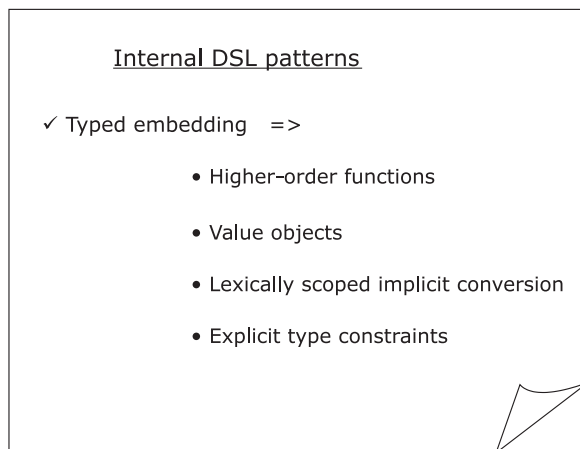 Internal DSL patterns
✓ Typed embedding =>
• Higher-order functions
• Value objects
• Lexically scoped implicit conversion
• Explicit type constraints